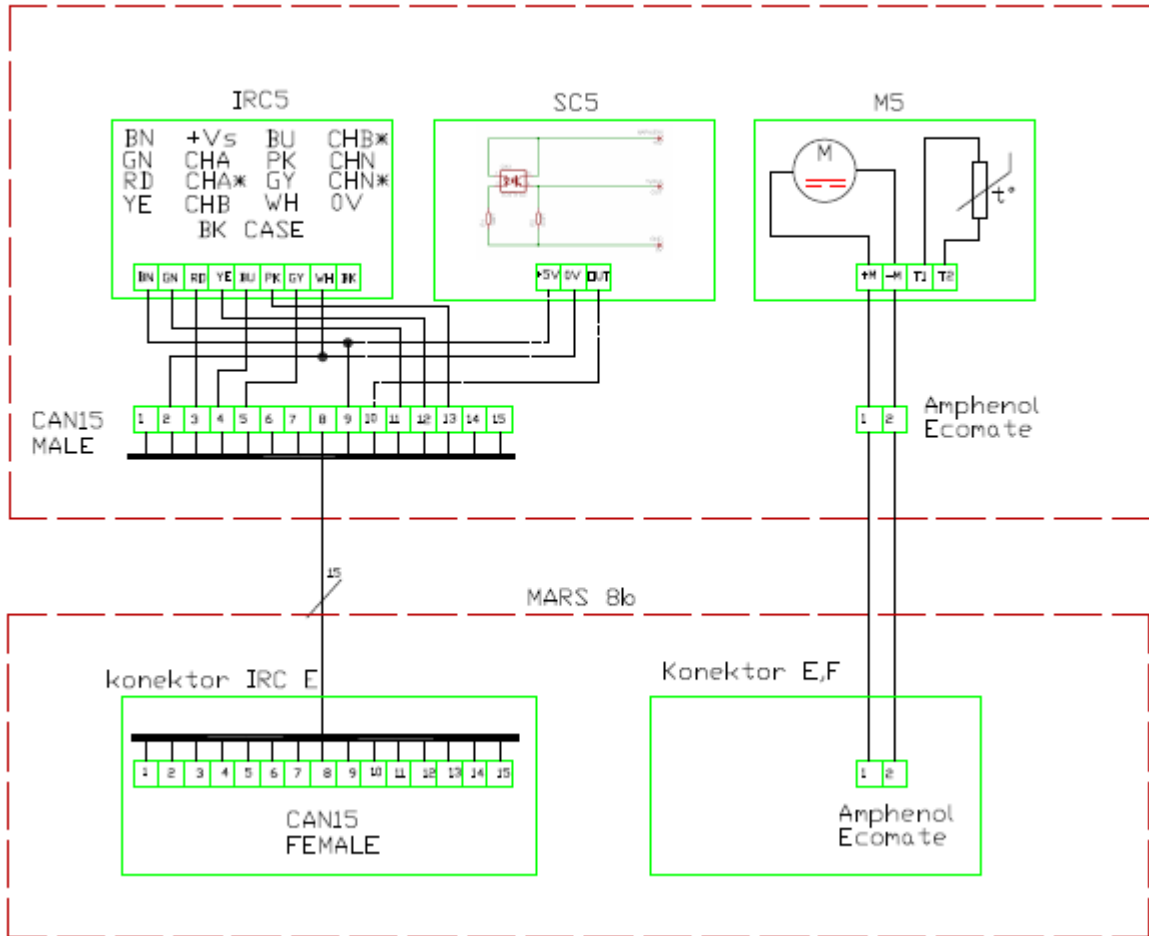 IRC5 SC5 M5
BN +Vs BU CHB*
GN CHA PK CHN
RD CHA* GY CHN*
YE CHB WH 0V
BK CASE
M
t°
BN GN RD YE BU PK GY WH BK
+5V 0V OUT
+M -M T1 T2
CAN15
MALE
1 2 3 4 5 6 7 8 9 10 11 12 13 14 15
1 2
Amphenol
Ecomate
15
MARS 8b
konektor IRC E
Konektor E,F
1 2 3 4 5 6 7 8 9 10 11 12 13 14 15
1 2
CAN15
FEMALE
Amphenol
Ecomate